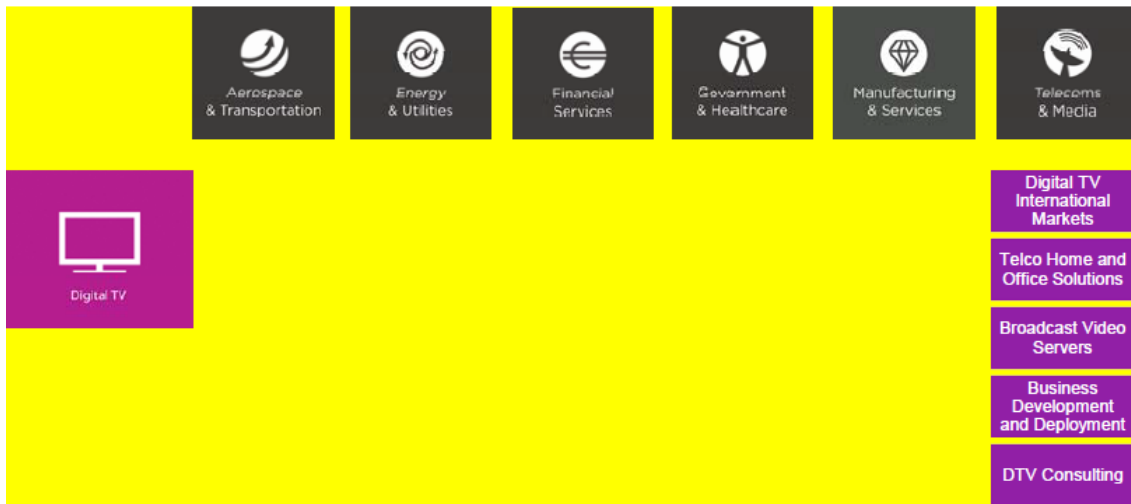 Aerospace
& Transportation
Energy
& Utilities
Financial
Services
Government
& Healthcare
Manufacturing
& Services
Telecoms
& Media
Digital TV
Digital TV
International
Markets
Telco Home and
Office Solutions
Broadcast Video
Servers
Business
Development
and Deployment
DTV Consulting